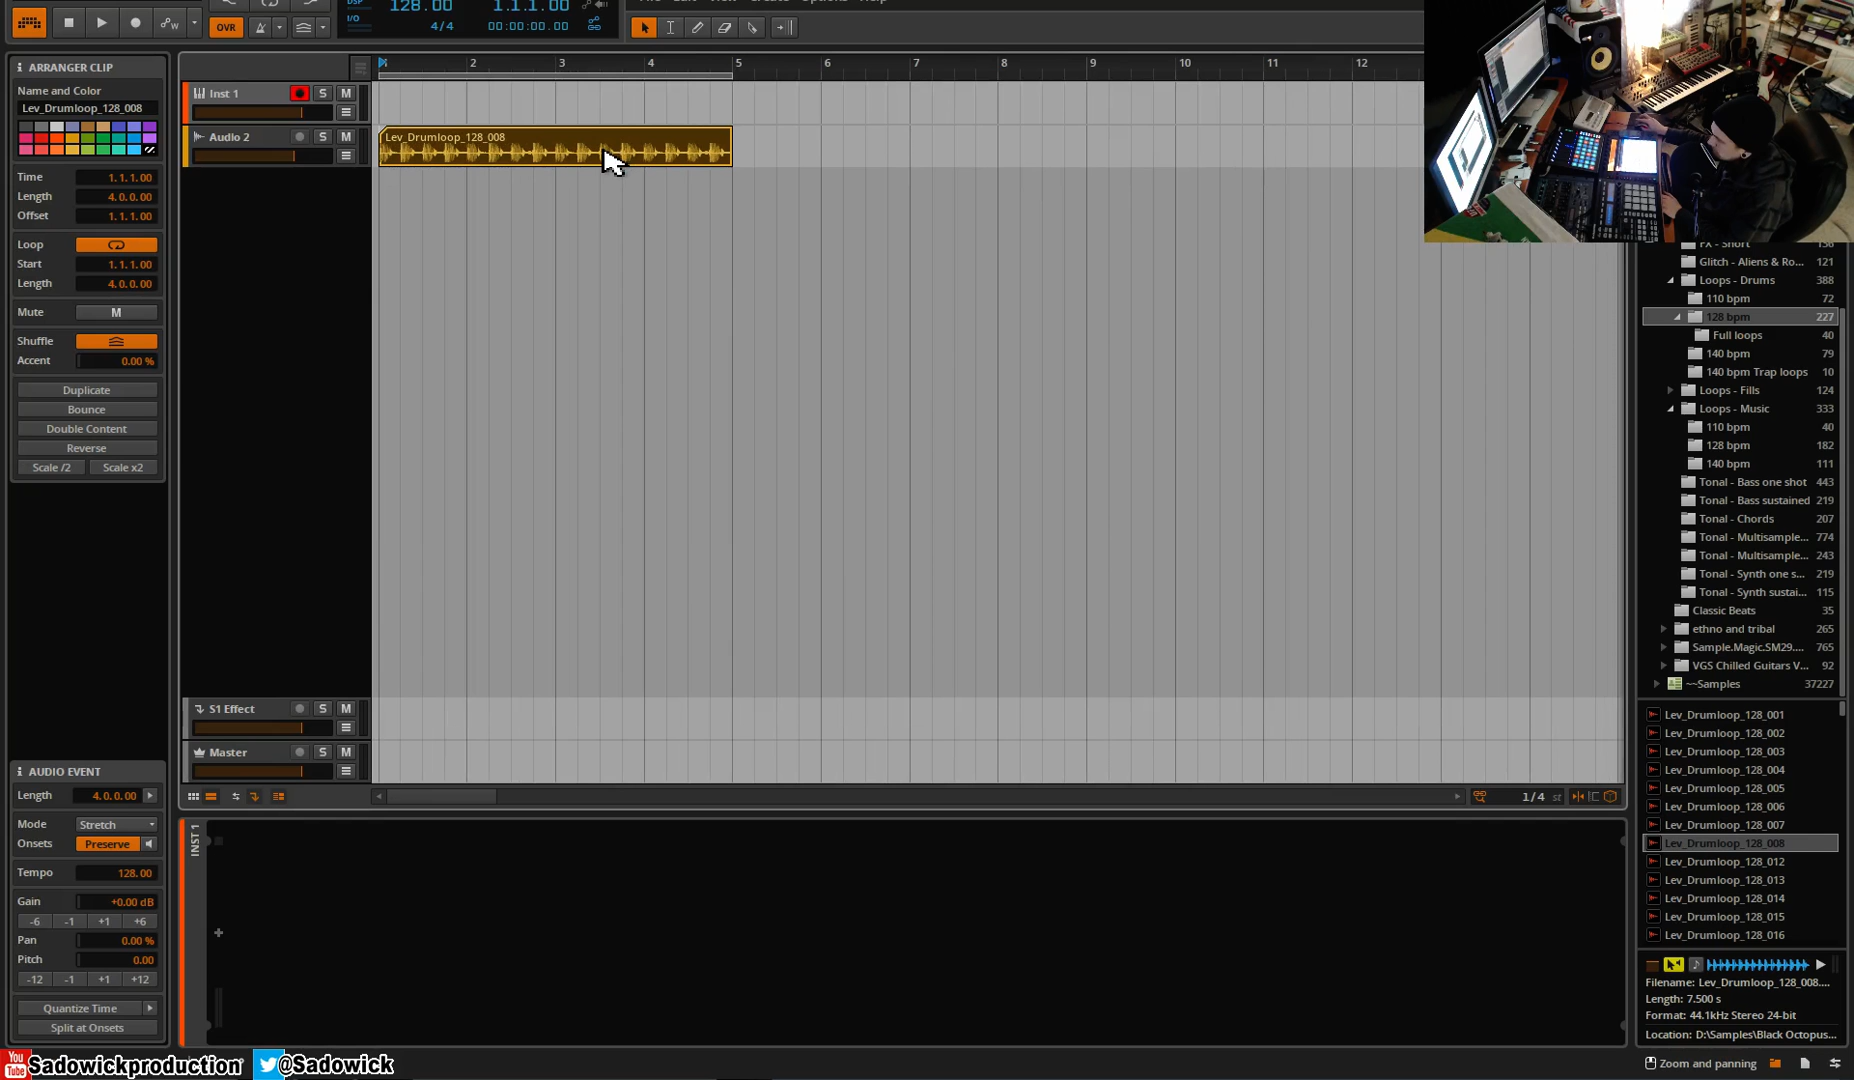 DSP
128.00
1.1.1.00
I/O
4/4
00:00:00.00
OVR
ARRANGER CLIP
Name and Color
Lev_Drumloop_128_008
Time 1. 1. 1.00
Length 4. 0. 0.00
Offset 1. 1. 1.00
Loop
Start 1. 1. 1.00
Length 4. 0. 0.00
Mute M
Shuffle
Accent 0.00 %
Duplicate
Bounce
Double Content
Reverse
Scale /2 Scale x2
AUDIO EVENT
Length 4. 0. 0.00
Mode Stretch
Onsets Preserve
Tempo 128.00
Gain +0.00 dB
-6 -1 +1 +6
Pan 0.00 %
Pitch 0.00
-12 -1 +1 +12
Quantize Time
Split at Onsets
2 3 4 5 6 7 8 9 10 11 12
Inst 1 S M
Audio 2 S M
Lev_Drumloop_128_008
S1 Effect S M
Master S M
1/4 st
INST 1
FX - Short 136
Glitch - Aliens & Ro... 121
Loops - Drums 388
110 bpm 72
128 bpm 227
Full loops 40
140 bpm 79
140 bpm Trap loops 10
Loops - Fills 124
Loops - Music 333
110 bpm 40
128 bpm 182
140 bpm 111
Tonal - Bass one shot 443
Tonal - Bass sustained 219
Tonal - Chords 207
Tonal - Multisample... 774
Tonal - Multisample... 243
Tonal - Synth one s... 219
Tonal - Synth sustai... 115
Classic Beats 35
ethno and tribal 265
Sample.Magic.SM29.... 765
VGS Chilled Guitars V... 92
~~Samples 37227
Lev_Drumloop_128_001
Lev_Drumloop_128_002
Lev_Drumloop_128_003
Lev_Drumloop_128_004
Lev_Drumloop_128_005
Lev_Drumloop_128_006
Lev_Drumloop_128_007
Lev_Drumloop_128_008
Lev_Drumloop_128_012
Lev_Drumloop_128_013
Lev_Drumloop_128_014
Lev_Drumloop_128_015
Lev_Drumloop_128_016
Filename: Lev_Drumloop_128_008....
Length: 7.500 s
Format: 44.1kHz Stereo 24-bit
Location: D:\Samples\Black Octopus...
Zoom and panning
You Tube Sadowickproduction @Sadowick